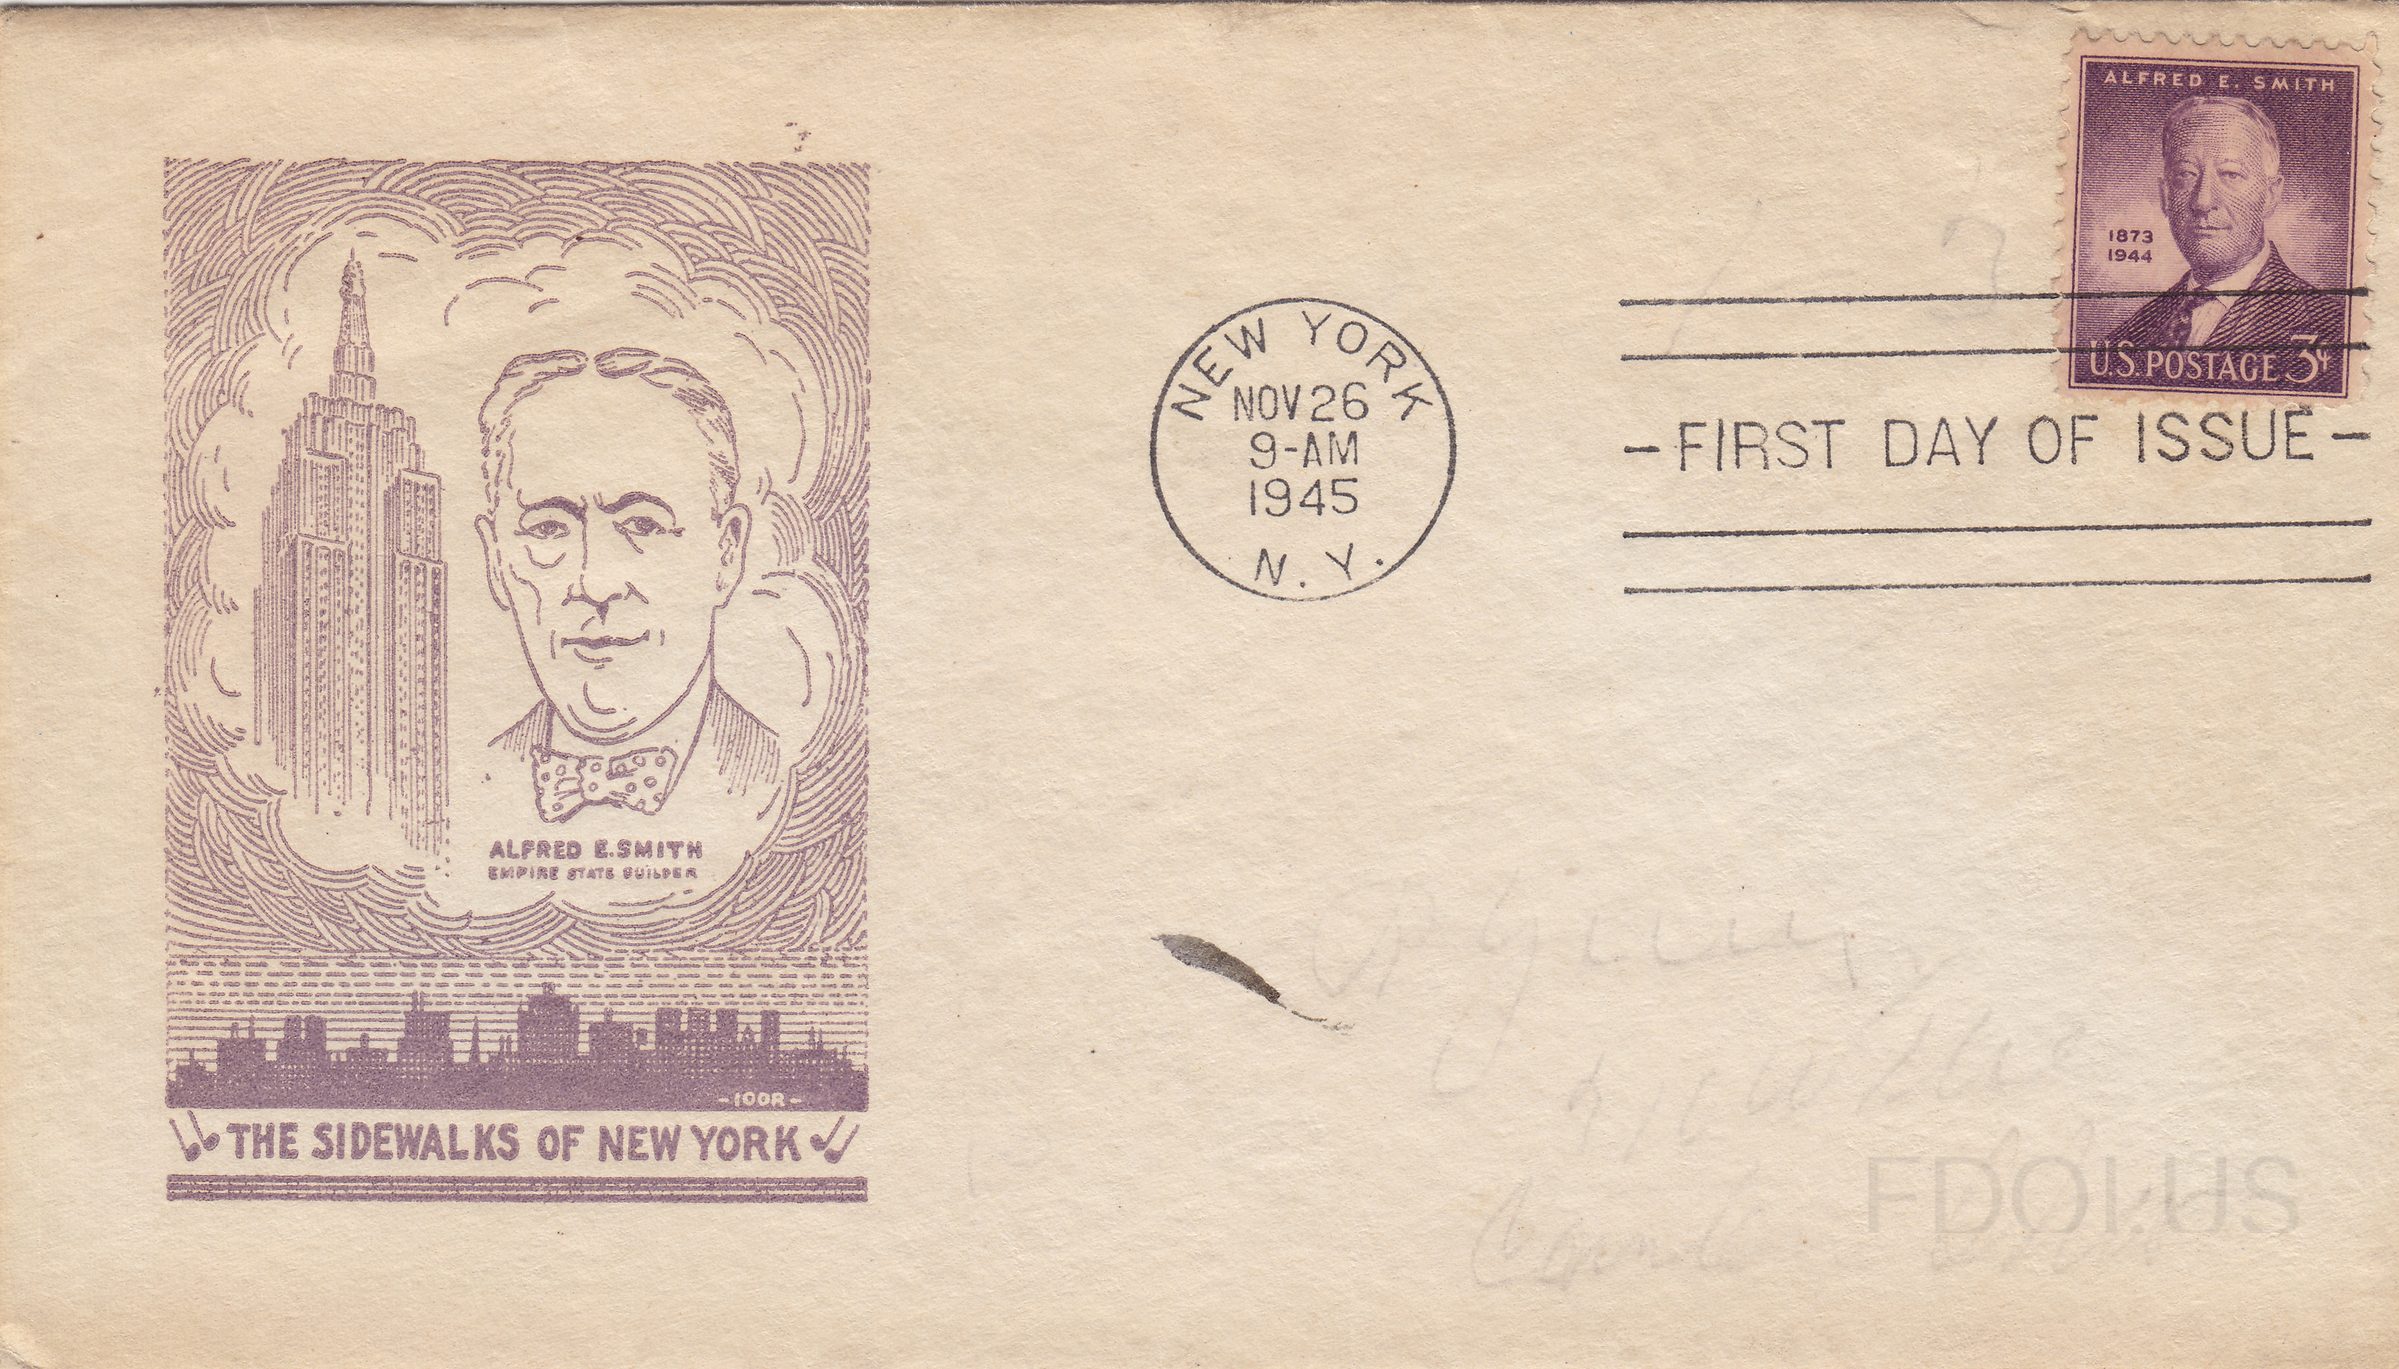 ALFRED E. SMITH
1873
1944
U.S. POSTAGE 3¢
NEW YORK
NOV 26
9-AM
1945
N. Y.
- FIRST DAY OF ISSUE -
ALFRED E. SMITH
EMPIRE STATE BUILDER
-IOOR-
THE SIDEWALKS OF NEW YORK
FDOI.US